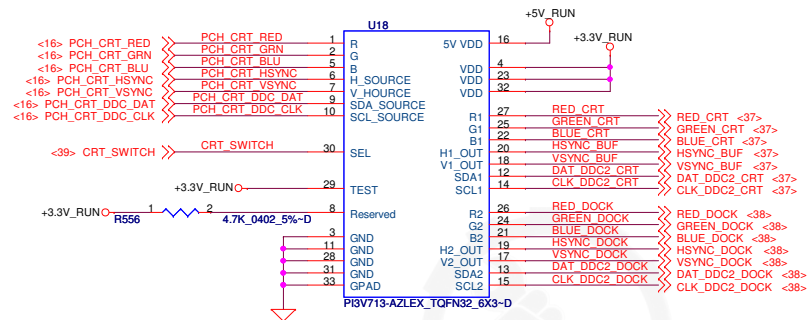 +5V_RUN
U18
+3.3V_RUN
<16> PCH_CRT_RED PCH_CRT_RED 1 R 5V VDD 16
<16> PCH_CRT_GRN PCH_CRT_GRN 2 G
<16> PCH_CRT_BLU PCH_CRT_BLU 5 B VDD 4
<16> PCH_CRT_HSYNC PCH_CRT_HSYNC 6 H_SOURCE VDD 23
<16> PCH_CRT_VSYNC PCH_CRT_VSYNC 7 V_HOURCE VDD 32
<16> PCH_CRT_DDC_DAT PCH_CRT_DDC_DAT 9 SDA_SOURCE
<16> PCH_CRT_DDC_CLK PCH_CRT_DDC_CLK 10 SCL_SOURCE
R1 27 RED_CRT RED_CRT <37>
G1 25 GREEN_CRT GREEN_CRT <37>
B1 22 BLUE_CRT BLUE_CRT <37>
<39> CRT_SWITCH CRT_SWITCH 30 SEL H1_OUT 20 HSYNC_BUF HSYNC_BUF <37>
V1_OUT 18 VSYNC_BUF VSYNC_BUF <37>
SDA1 12 DAT_DDC2_CRT DAT_DDC2_CRT <37>
+3.3V_RUN 29 TEST SCL1 14 CLK_DDC2_CRT CLK_DDC2_CRT <37>
+3.3V_RUN R556 1 2 4.7K_0402_5%~D 8 Reserved R2 26 RED_DOCK RED_DOCK <38>
G2 24 GREEN_DOCK GREEN_DOCK <38>
3 GND B2 21 BLUE_DOCK BLUE_DOCK <38>
11 GND H2_OUT 19 HSYNC_DOCK HSYNC_DOCK <38>
28 GND V2_OUT 17 VSYNC_DOCK VSYNC_DOCK <38>
31 GND SDA2 13 DAT_DDC2_DOCK DAT_DDC2_DOCK <38>
33 GPAD SCL2 15 CLK_DDC2_DOCK CLK_DDC2_DOCK <38>
PI3V713-AZLEX_TQFN32_6X3~D